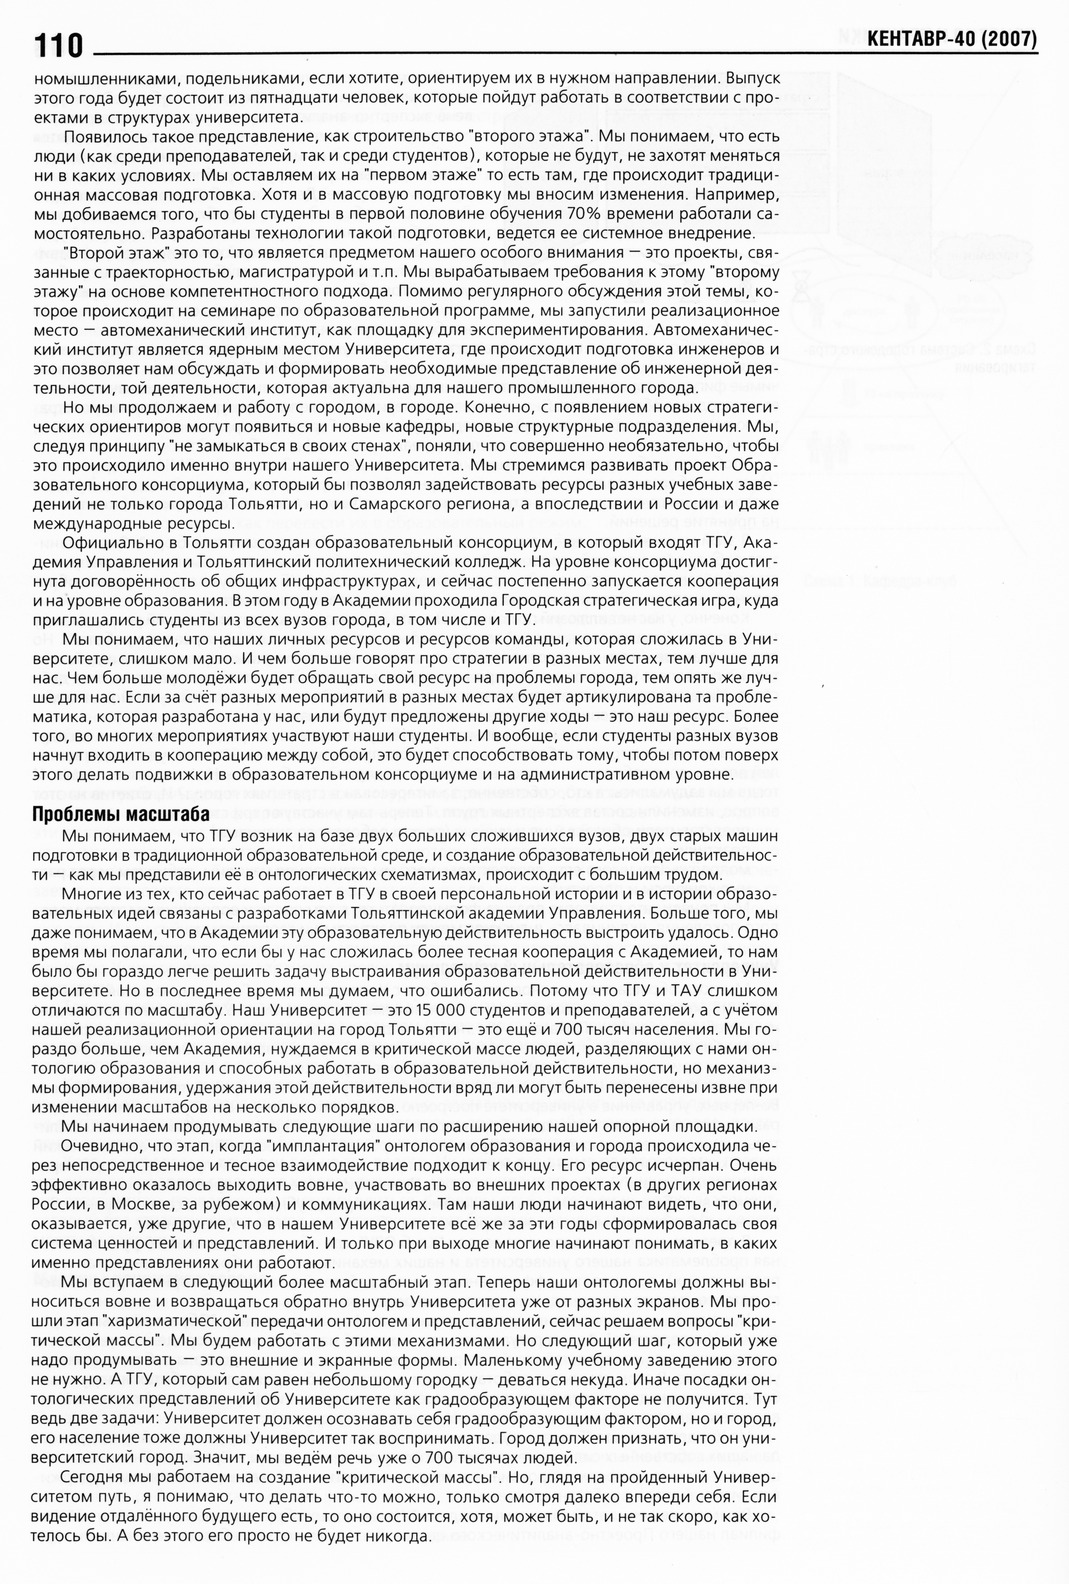 110 КЕНТАВР-40 (2007)
номышленниками, подельниками, если хотите, ориентируем их в нужном направлении. Выпуск
этого года будет состоит из пятнадцати человек, которые пойдут работать в соответствии с про-
ектами в структурах университета.
Появилось такое представление, как строительство "второго этажа". Мы понимаем, что есть
люди (как среди преподавателей, так и среди студентов), которые не будут, не захотят меняться
ни в каких условиях. Мы оставляем их на "первом этаже" то есть там, где происходит традици-
онная массовая подготовка. Хотя и в массовую подготовку мы вносим изменения. Например,
мы добиваемся того, что бы студенты в первой половине обучения 70% времени работали са-
мостоятельно. Разработаны технологии такой подготовки, ведется ее системное внедрение.
"Второй этаж" это то, что является предметом нашего особого внимания — это проекты, свя-
занные с траекторностью, магистратурой и т.п. Мы вырабатываем требования к этому "второму
этажу" на основе компетентностного подхода. Помимо регулярного обсуждения этой темы, ко-
торое происходит на семинаре по образовательной программе, мы запустили реализационное
место — автомеханический институт, как площадку для экспериментирования. Автомеханичес-
кий институт является ядерным местом Университета, где происходит подготовка инженеров и
это позволяет нам обсуждать и формировать необходимые представление об инженерной дея-
тельности, той деятельности, которая актуальна для нашего промышленного города.
Но мы продолжаем и работу с городом, в городе. Конечно, с появлением новых стратеги-
ческих ориентиров могут появиться и новые кафедры, новые структурные подразделения. Мы,
следуя принципу "не замыкаться в своих стенах", поняли, что совершенно необязательно, чтобы
это происходило именно внутри нашего Университета. Мы стремимся развивать проект Обра-
зовательного консорциума, который бы позволял задействовать ресурсы разных учебных заве-
дений не только города Тольятти, но и Самарского региона, а впоследствии и России и даже
международные ресурсы.
Официально в Тольятти создан образовательный консорциум, в который входят ТГУ, Ака-
демия Управления и Тольяттинский политехнический колледж. На уровне консорциума достиг-
нута договорённость об общих инфраструктурах, и сейчас постепенно запускается кооперация
и на уровне образования. В этом году в Академии проходила Городская стратегическая игра, куда
приглашались студенты из всех вузов города, в том числе и ТГУ.
Мы понимаем, что наших личных ресурсов и ресурсов команды, которая сложилась в Уни-
верситете, слишком мало. И чем больше говорят про стратегии в разных местах, тем лучше для
нас. Чем больше молодёжи будет обращать свой ресурс на проблемы города, тем опять же луч-
ше для нас. Если за счёт разных мероприятий в разных местах будет артикулирована та пробле-
матика, которая разработана у нас, или будут предложены другие ходы — это наш ресурс. Более
того, во многих мероприятиях участвуют наши студенты. И вообще, если студенты разных вузов
начнут входить в кооперацию между собой, это будет способствовать тому, чтобы потом поверх
этого делать подвижки в образовательном консорциуме и на административном уровне.
Проблемы масштаба
Мы понимаем, что ТГУ возник на базе двух больших сложившихся вузов, двух старых машин
подготовки в традиционной образовательной среде, и создание образовательной действительнос-
ти — как мы представили её в онтологических схематизмах, происходит с большим трудом.
Многие из тех, кто сейчас работает в ТГУ в своей персональной истории и в истории образо-
вательных идей связаны с разработками Тольяттинской академии Управления. Больше того, мы
даже понимаем, что в Академии эту образовательную действительность выстроить удалось. Одно
время мы полагали, что если бы у нас сложилась более тесная кооперация с Академией, то нам
было бы гораздо легче решить задачу выстраивания образовательной действительности в Уни-
верситете. Но в последнее время мы думаем, что ошибались. Потому что ТГУ и ТАУ слишком
отличаются по масштабу. Наш Университет — это 15 000 студентов и преподавателей, а с учётом
нашей реализационной ориентации на город Тольятти — это ещё и 700 тысяч населения. Мы го-
раздо больше, чем Академия, нуждаемся в критической массе людей, разделяющих с нами он-
тологию образования и способных работать в образовательной действительности, но механиз-
мы формирования, удержания этой действительности вряд ли могут быть перенесены извне при
изменении масштабов на несколько порядков.
Мы начинаем продумывать следующие шаги по расширению нашей опорной площадки.
Очевидно, что этап, когда "имплантация" онтологем образования и города происходила че-
рез непосредственное и тесное взаимодействие подходит к концу. Его ресурс исчерпан. Очень
эффективно оказалось выходить вовне, участвовать во внешних проектах (в других регионах
России, в Москве, за рубежом) и коммуникациях. Там наши люди начинают видеть, что они,
оказывается, уже другие, что в нашем Университете всё же за эти годы сформировалась своя
система ценностей и представлений. И только при выходе многие начинают понимать, в каких
именно представлениях они работают.
Мы вступаем в следующий более масштабный этап. Теперь наши онтологемы должны вы-
носиться вовне и возвращаться обратно внутрь Университета уже от разных экранов. Мы про-
шли этап "харизматической" передачи онтологем и представлений, сейчас решаем вопросы "кри-
тической массы". Мы будем работать с этими механизмами. Но следующий шаг, который уже
надо продумывать — это внешние и экранные формы. Маленькому учебному заведению этого
не нужно. А ТГУ, который сам равен небольшому городку — деваться некуда. Иначе посадки он-
тологических представлений об Университете как градообразующем факторе не получится. Тут
ведь две задачи: Университет должен осознавать себя градообразующим фактором, но и город,
его население тоже должны Университет так воспринимать. Город должен признать, что он уни-
верситетский город. Значит, мы ведём речь уже о 700 тысячах людей.
Сегодня мы работаем на создание "критической массы". Но, глядя на пройденный Универ-
ситетом путь, я понимаю, что делать что-то можно, только смотря далеко впереди себя. Если
видение отдалённого будущего есть, то оно состоится, хотя, может быть, и не так скоро, как хо-
телось бы. А без этого его просто не будет никогда.